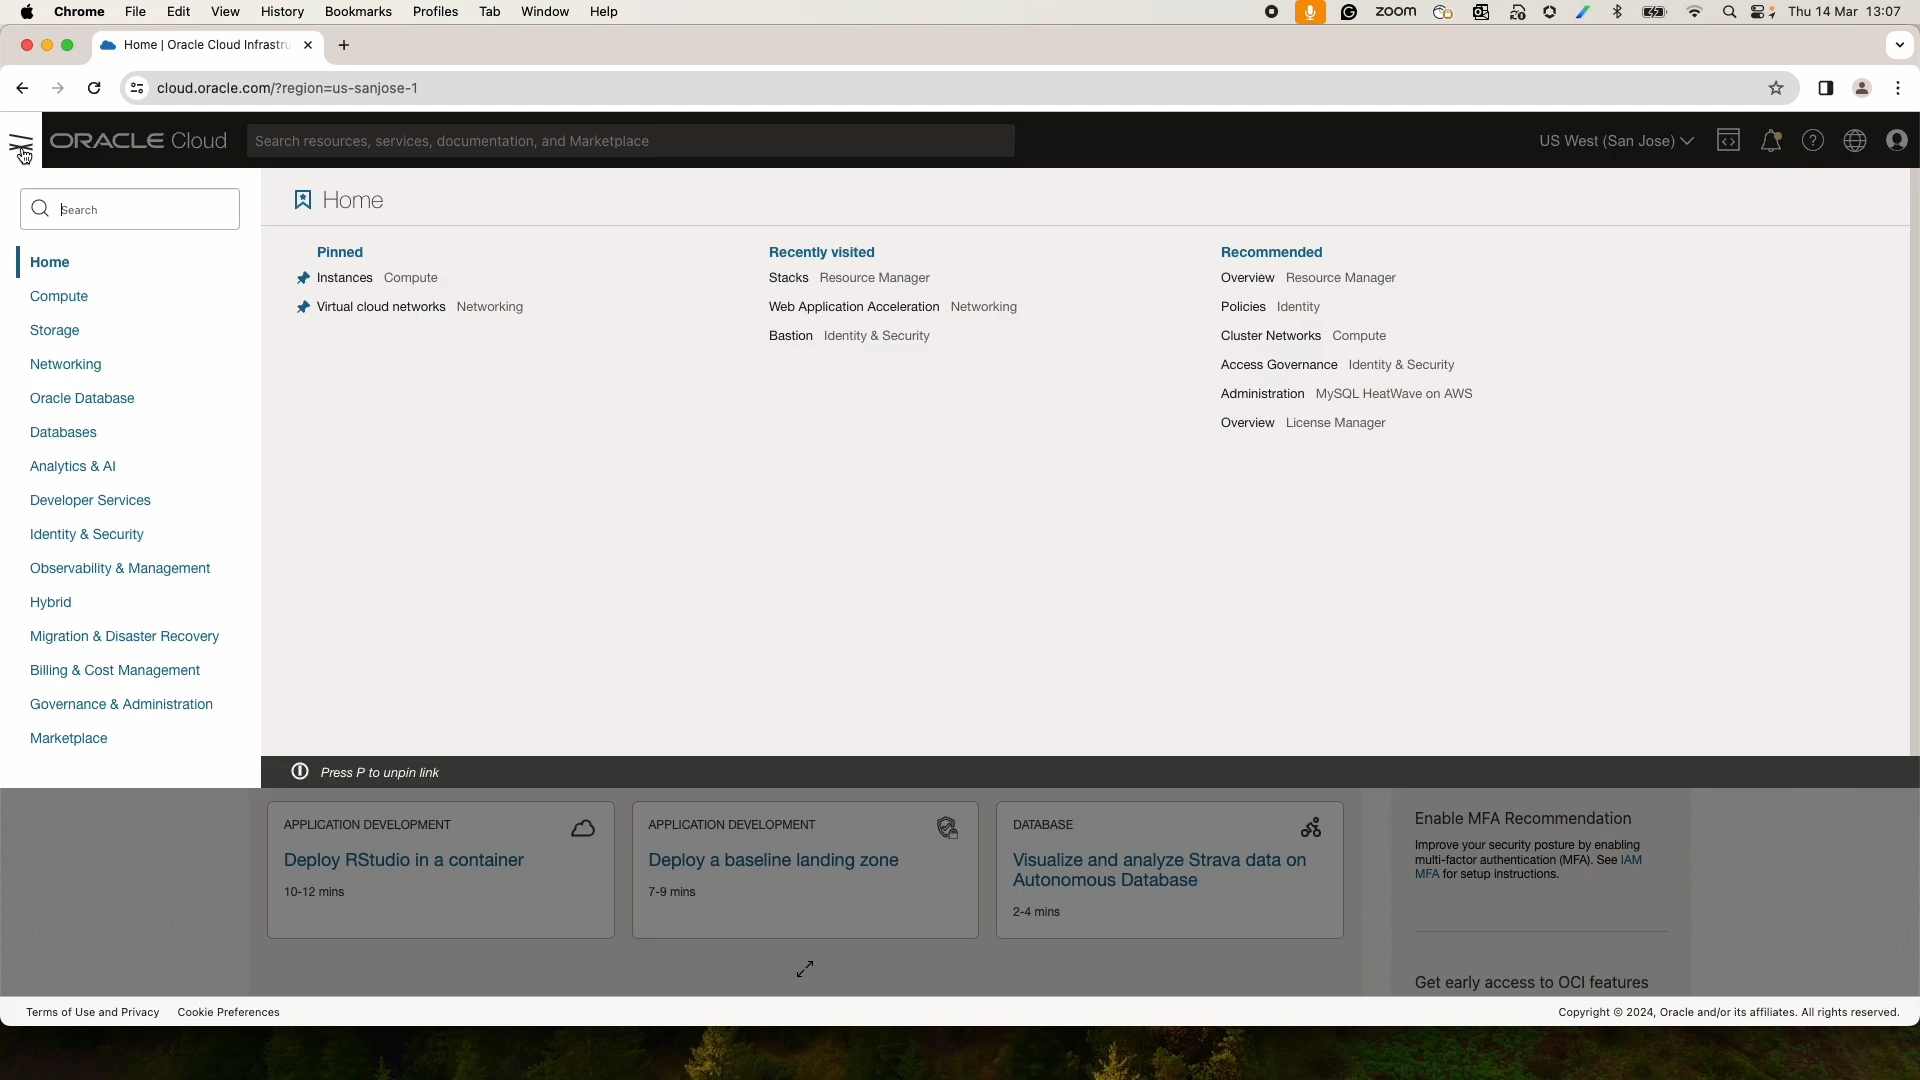 Chrome File Edit View History Bookmarks Profiles Tab Window Help zoom Thu 14 Mar 13:07
Home | Oracle Cloud Infrastru
cloud.oracle.com/?region=us-sanjose-1
ORACLE Cloud Search resources, services, documentation, and Marketplace US West (San Jose)
Search
Home
Compute
Storage
Networking
Oracle Database
Databases
Analytics & AI
Developer Services
Identity & Security
Observability & Management
Hybrid
Migration & Disaster Recovery
Billing & Cost Management
Governance & Administration
Marketplace
Home
Pinned
Instances Compute
Virtual cloud networks Networking
Recently visited
Stacks Resource Manager
Web Application Acceleration Networking
Bastion Identity & Security
Recommended
Overview Resource Manager
Policies Identity
Cluster Networks Compute
Access Governance Identity & Security
Administration MySQL HeatWave on AWS
Overview License Manager
Press P to unpin link
APPLICATION DEVELOPMENT
Deploy RStudio in a container
10-12 mins
APPLICATION DEVELOPMENT
Deploy a baseline landing zone
7-9 mins
DATABASE
Visualize and analyze Strava data on
Autonomous Database
2-4 mins
Enable MFA Recommendation
Improve your security posture by enabling
multi-factor authentication (MFA). See IAM
MFA for setup instructions.
Get early access to OCI features
Terms of Use and Privacy Cookie Preferences
Copyright © 2024, Oracle and/or its affiliates. All rights reserved.